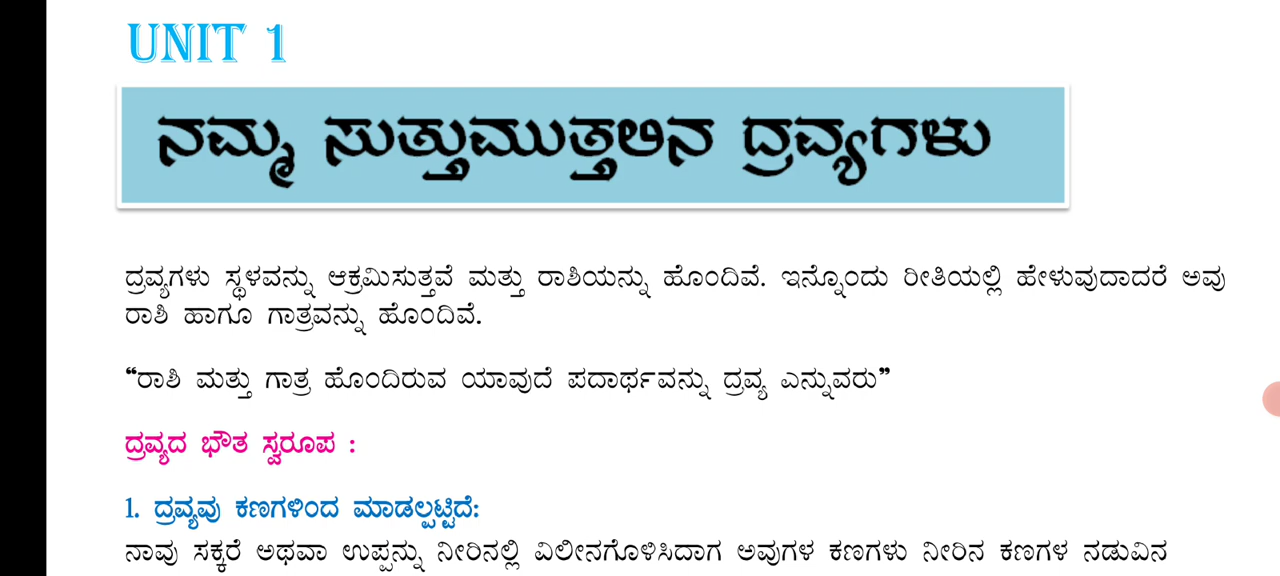 UNIT 1
ನಮ್ಮ ಸುತ್ತುಮುತ್ತಲಿನ ದ್ರವ್ಯಗಳು
ದ್ರವ್ಯಗಳು ಸ್ಥಳವನ್ನು ಆಕ್ರಮಿಸುತ್ತವೆ ಮತ್ತು ರಾಶಿಯನ್ನು ಹೊಂದಿವೆ. ಇನ್ನೊಂದು ರೀತಿಯಲ್ಲಿ ಹೇಳುವುದಾದರೆ ಅವು
ರಾಶಿ ಹಾಗೂ ಗಾತ್ರವನ್ನು ಹೊಂದಿವೆ.
“ರಾಶಿ ಮತ್ತು ಗಾತ್ರ ಹೊಂದಿರುವ ಯಾವುದೆ ಪದಾರ್ಥವನ್ನು ದ್ರವ್ಯ ಎನ್ನುವರು”
ದ್ರವ್ಯದ ಭೌತ ಸ್ವರೂಪ :
1. ದ್ರವ್ಯವು ಕಣಗಳಿಂದ ಮಾಡಲ್ಪಟ್ಟಿದೆ:
ನಾವು ಸಕ್ಕರೆ ಅಥವಾ ಉಪ್ಪನ್ನು ನೀರಿನಲ್ಲಿ ವಿಲೀನಗೊಳಿಸಿದಾಗ ಅವುಗಳ ಕಣಗಳು ನೀರಿನ ಕಣಗಳ ನಡುವಿನ